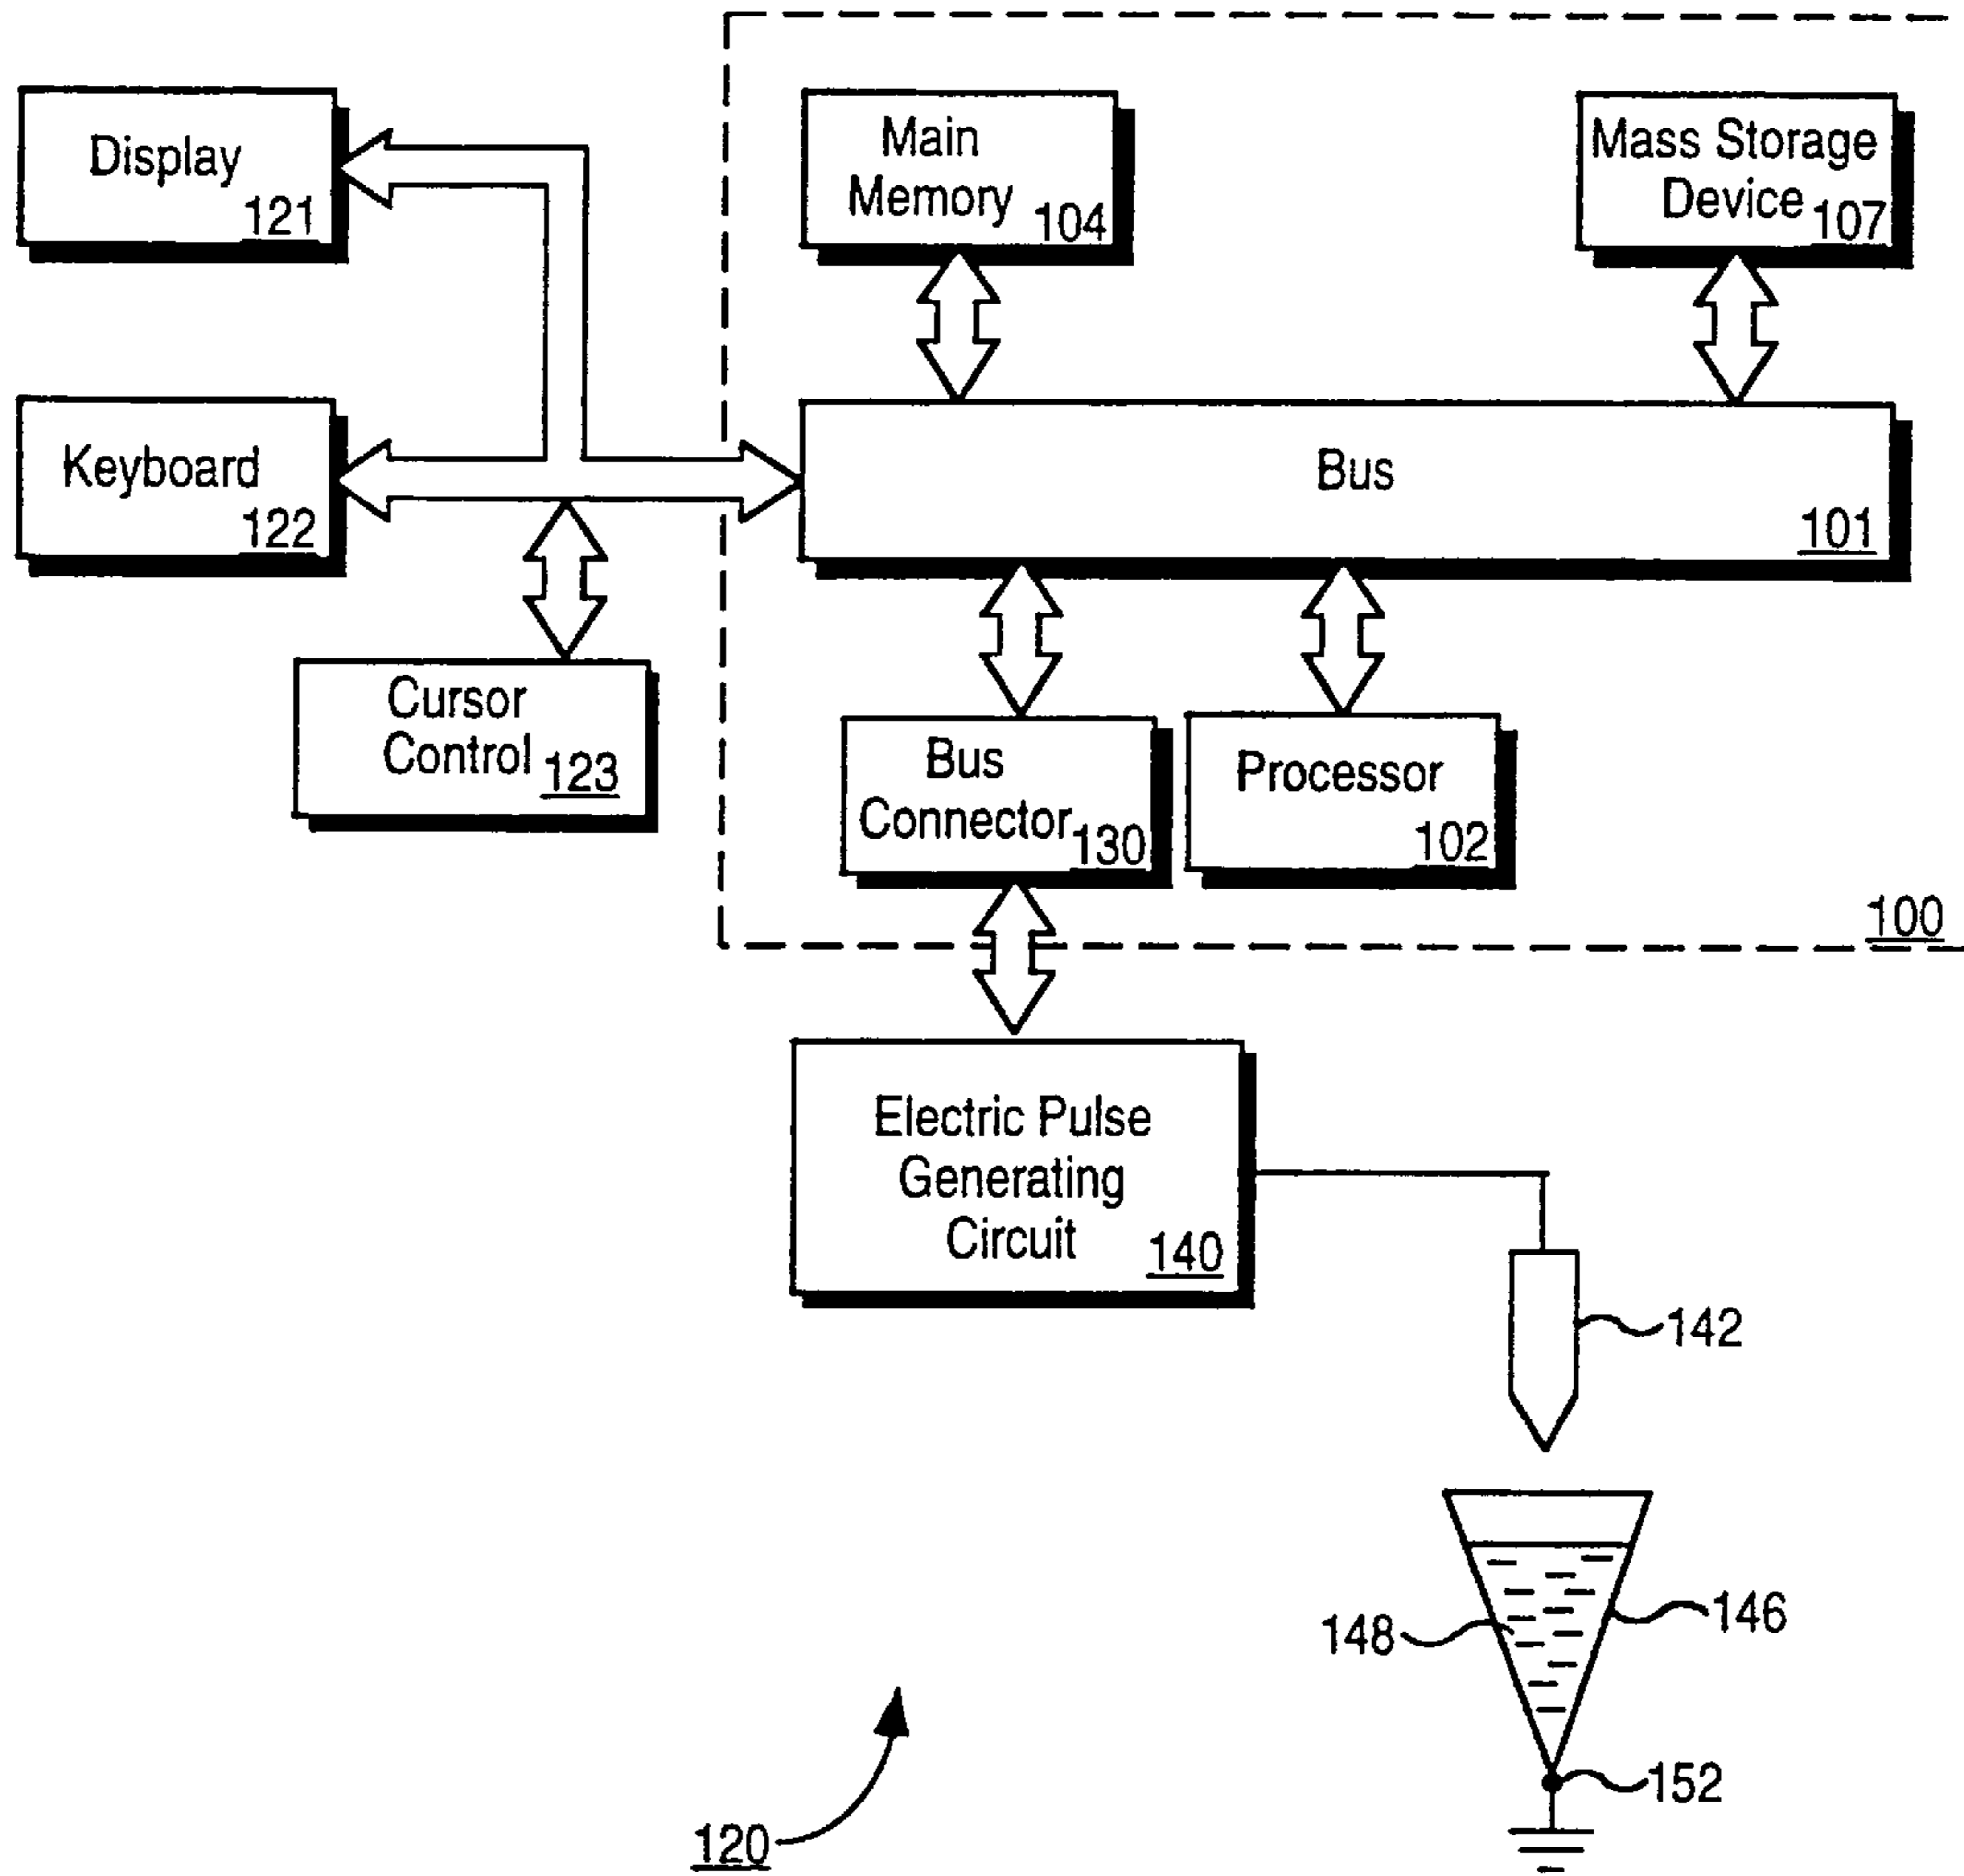 Display
121
Main
Memory
104
Mass Storage
Device
107
Keyboard
122
Bus
101
Cursor
Control
123
Bus
Connector
130
Processor
102
100
Electric Pulse
Generating
Circuit
140
142
148
146
152
120